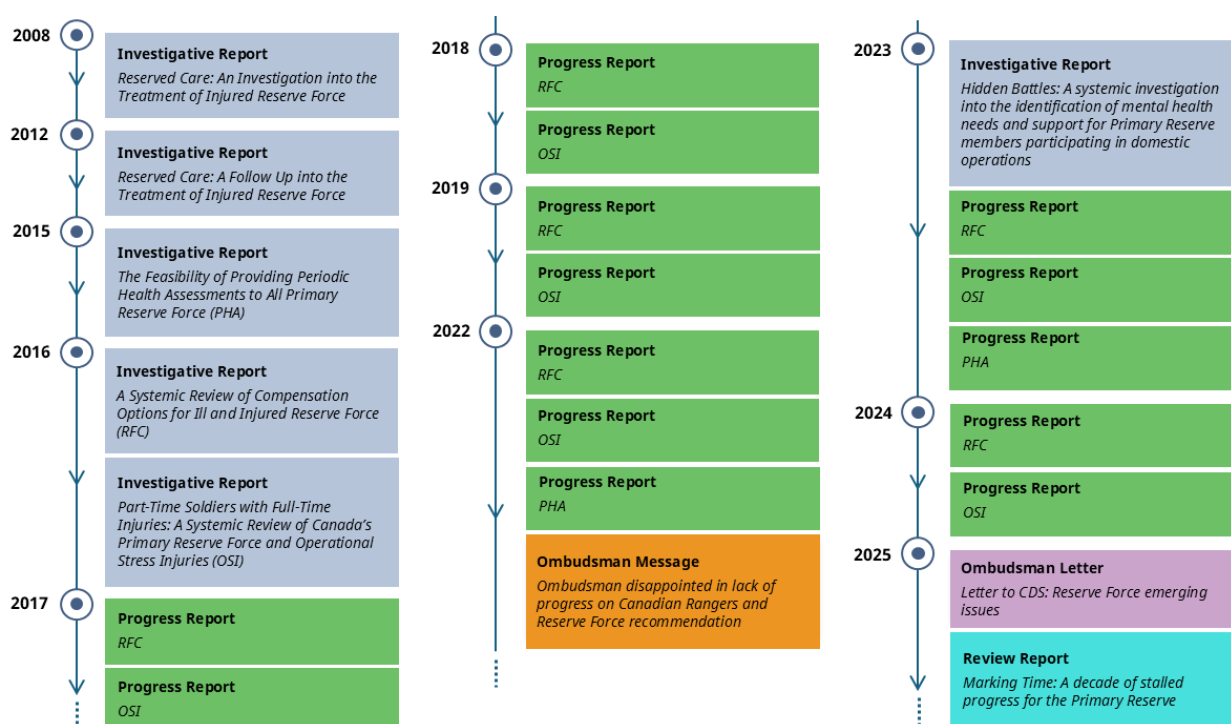 2008
Investigative Report
Reserved Care: An Investigation into the
Treatment of Injured Reserve Force
2012
Investigative Report
Reserved Care: A Follow Up into the
Treatment of Injured Reserve Force
2015
Investigative Report
The Feasibility of Providing Periodic
Health Assessments to All Primary
Reserve Force (PHA)
2016
Investigative Report
A Systemic Review of Compensation
Options for Ill and Injured Reserve Force
(RFC)
Investigative Report
Part-Time Soldiers with Full-Time
Injuries: A Systemic Review of Canada's
Primary Reserve Force and Operational
Stress Injuries (OSI)
2017
Progress Report
RFC
Progress Report
OSI
2018
Progress Report
RFC
Progress Report
OSI
2019
Progress Report
RFC
Progress Report
OSI
2022
Progress Report
RFC
Progress Report
OSI
Progress Report
PHA
Ombudsman Message
Ombudsman disappointed in lack of
progress on Canadian Rangers and
Reserve Force recommendation
2023
Investigative Report
Hidden Battles: A systemic investigation
into the identification of mental health
needs and support for Primary Reserve
members participating in domestic
operations
Progress Report
RFC
Progress Report
OSI
Progress Report
PHA
2024
Progress Report
RFC
Progress Report
OSI
2025
Ombudsman Letter
Letter to CDS: Reserve Force emerging
issues
Review Report
Marking Time: A decade of stalled
progress for the Primary Reserve